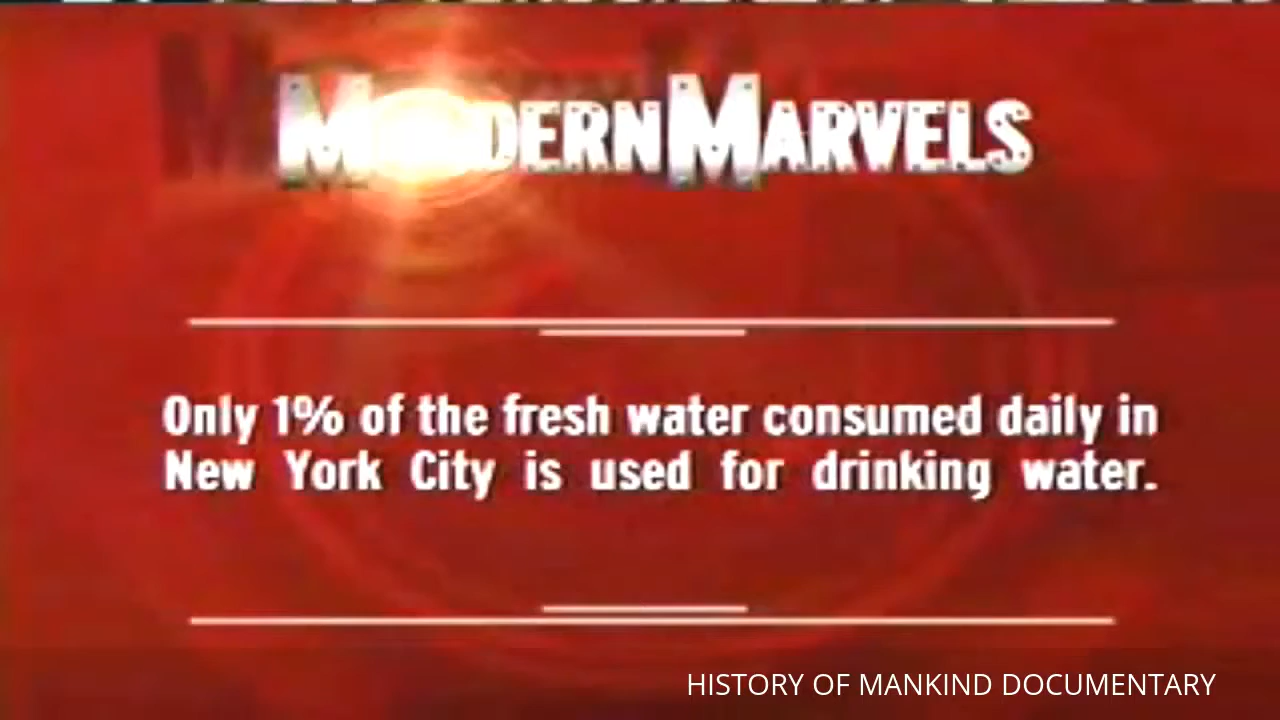 MODERN MARVELS
Only 1% of the fresh water consumed daily in
New York City is used for drinking water.
HISTORY OF MANKIND DOCUMENTARY